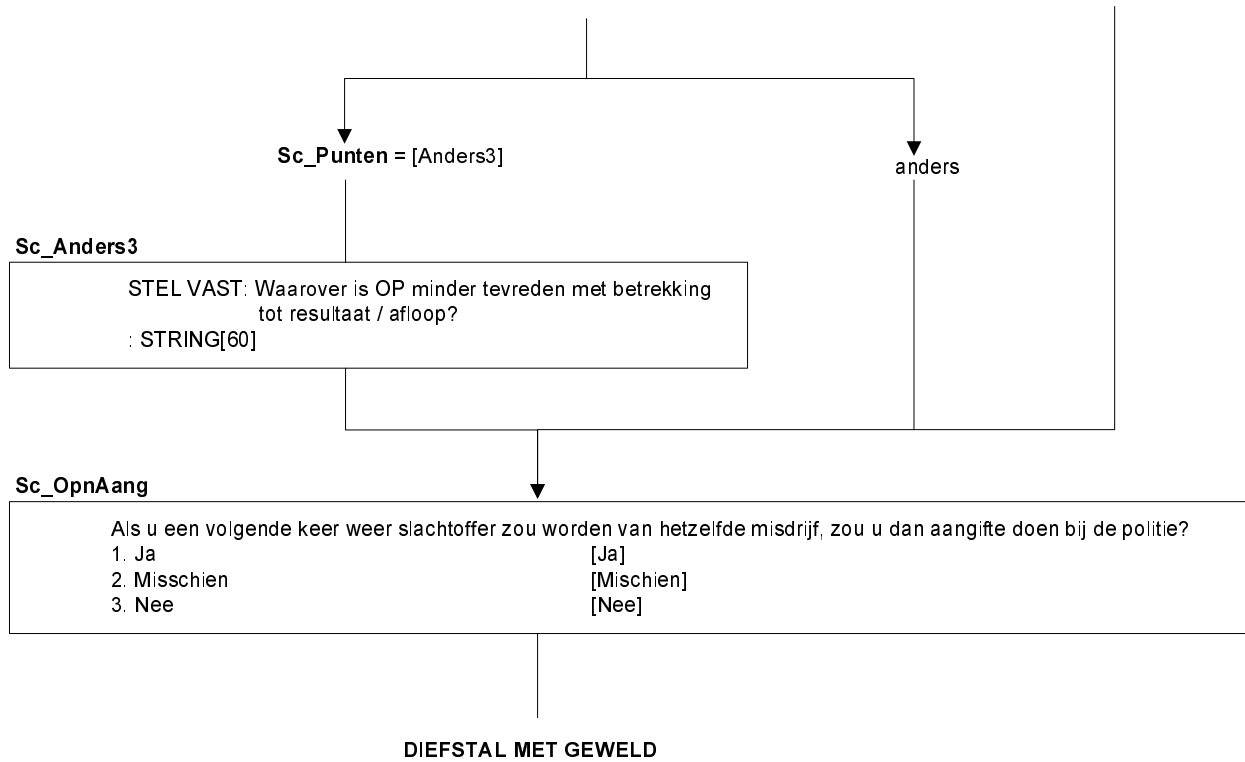 Sc_Punten = [Anders3]
anders
Sc_Anders3
STEL VAST: Waarover is OP minder tevreden met betrekking
tot resultaat / afloop?
: STRING[60]
Sc_OpnAang
Als u een volgende keer weer slachtoffer zou worden van hetzelfde misdrijf, zou u dan aangifte doen bij de politie?
1. Ja [Ja]
2. Misschien [Mischien]
3. Nee [Nee]
DIEFSTAL MET GEWELD